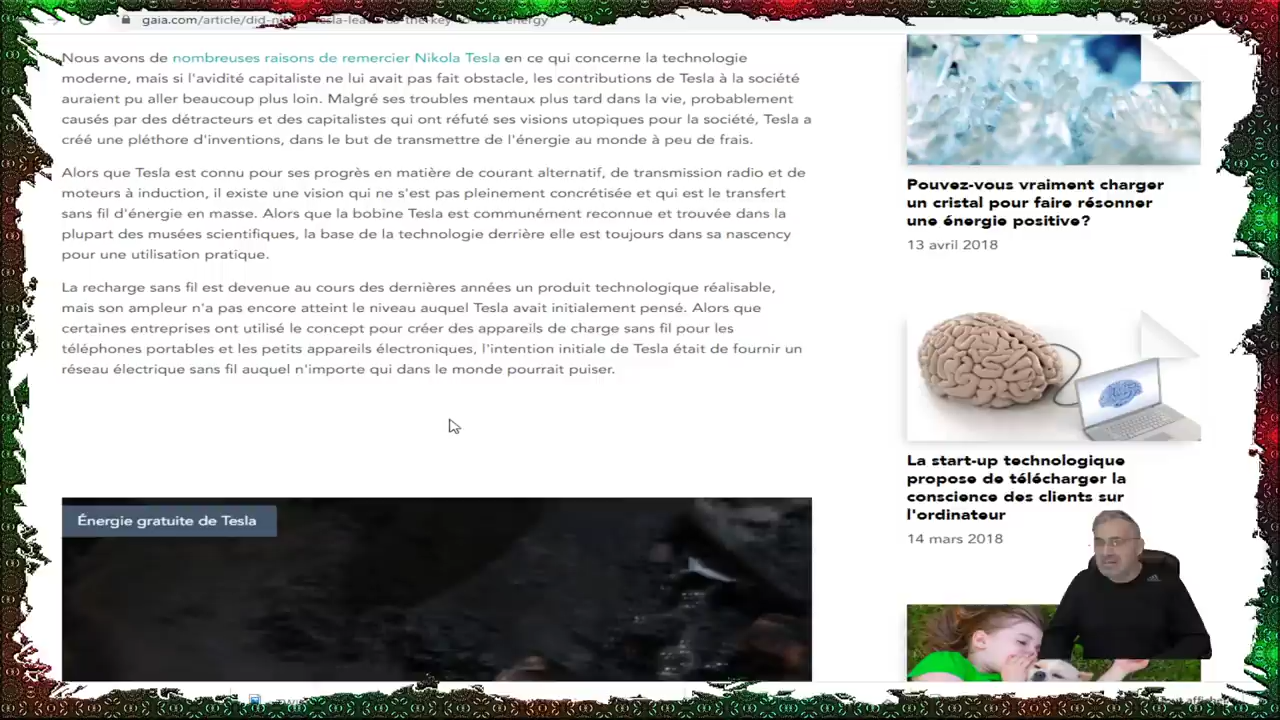 gaia.com/article/did-n
Nous avons de nombreuses raisons de remercier Nikola Tesla en ce qui concerne la technologie
moderne, mais si l'avidité capitaliste ne lui avait pas fait obstacle, les contributions de Tesla à la société
auraient pu aller beaucoup plus loin. Malgré ses troubles mentaux plus tard dans la vie, probablement
causés par des détracteurs et des capitalistes qui ont réfuté ses visions utopiques pour la société, Tesla a
créé une pléthore d'inventions, dans le but de transmettre de l'énergie au monde à peu de frais.
Alors que Tesla est connu pour ses progrès en matière de courant alternatif, de transmission radio et de
moteurs à induction, il existe une vision qui ne s'est pas pleinement concrétisée et qui est le transfert
sans fil d'énergie en masse. Alors que la bobine Tesla est communément reconnue et trouvée dans la
plupart des musées scientifiques, la base de la technologie derrière elle est toujours dans sa nascency
pour une utilisation pratique.
La recharge sans fil est devenue au cours des dernières années un produit technologique réalisable,
mais son ampleur n'a pas encore atteint le niveau auquel Tesla avait initialement pensé. Alors que
certaines entreprises ont utilisé le concept pour créer des appareils de charge sans fil pour les
téléphones portables et les petits appareils électroniques, l'intention initiale de Tesla était de fournir un
réseau électrique sans fil auquel n'importe qui dans le monde pourrait puiser.
Énergie gratuite de Tesla
Pouvez-vous vraiment charger
un cristal pour faire résonner
une énergie positive?
13 avril 2018
La start-up technologique
propose de télécharger la
conscience des clients sur
l'ordinateur
14 mars 2018